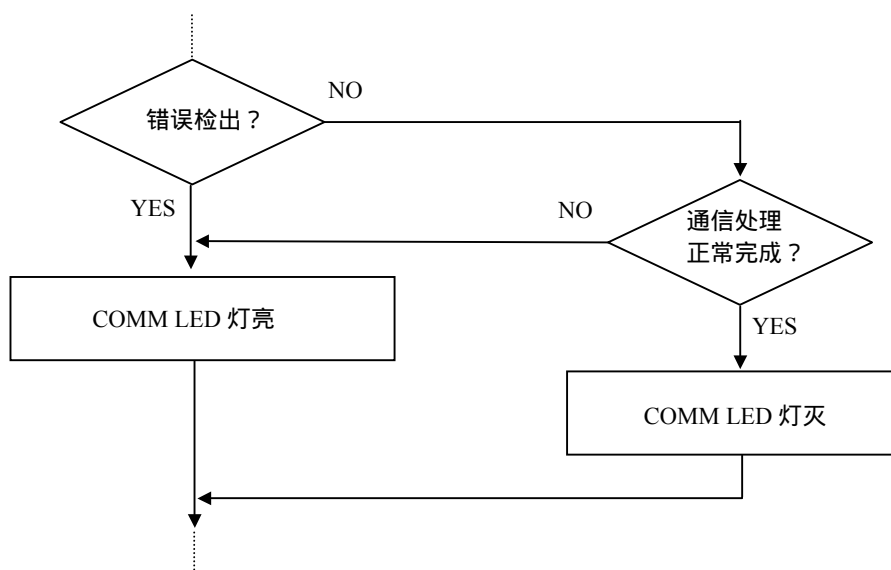 NO
错误检出？
YES
NO
通信处理
正常完成？
COMM LED 灯亮
YES
COMM LED 灯灭